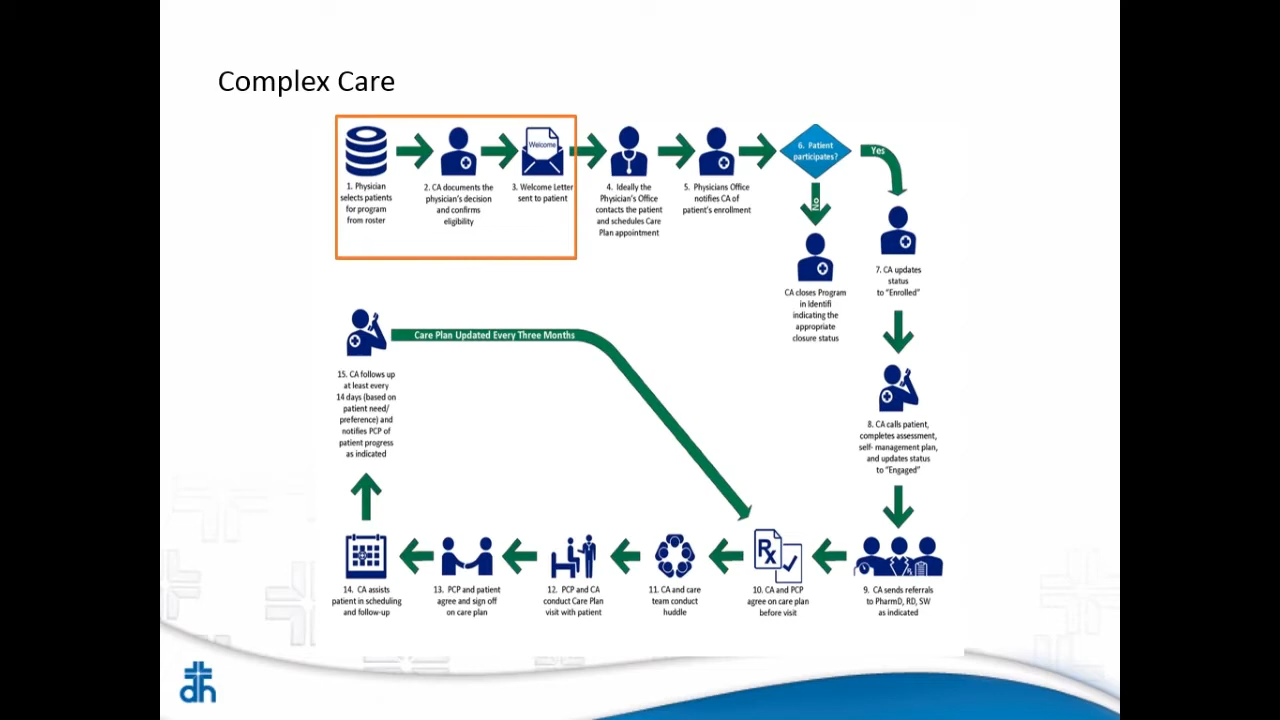 Complex Care
Welcome
1. Physician
selects patients
for program
from roster
2. CA documents the
physician's decision
and confirms
eligibility
3. Welcome Letter
sent to patient
4. Ideally the
Physician's Office
contacts the patient
and schedules Care
Plan appointment
5. Physicians Office
notifies CA of
patient's enrollment
6. Patient
participates?
Yes
No
CA closes Program
in Identifi
indicating the
appropriate
closure status
7. CA updates
status
to "Enrolled"
8. CA calls patient,
completes assessment,
self- management plan,
and updates status
to "Engaged"
9. CA sends referrals
to PharmD, RD, SW
as indicated
Rx
10. CA and PCP
agree on care plan
before visit
11. CA and care
team conduct
huddle
12. PCP and CA
conduct Care Plan
visit with patient
13. PCP and patient
agree and sign off
on care plan
14. CA assists
patient in scheduling
and follow-up
15. CA follows up
at least every
14 days (based on
patient need/
preference) and
notifies PCP of
patient progress
as indicated
Care Plan Updated Every Three Months
dh